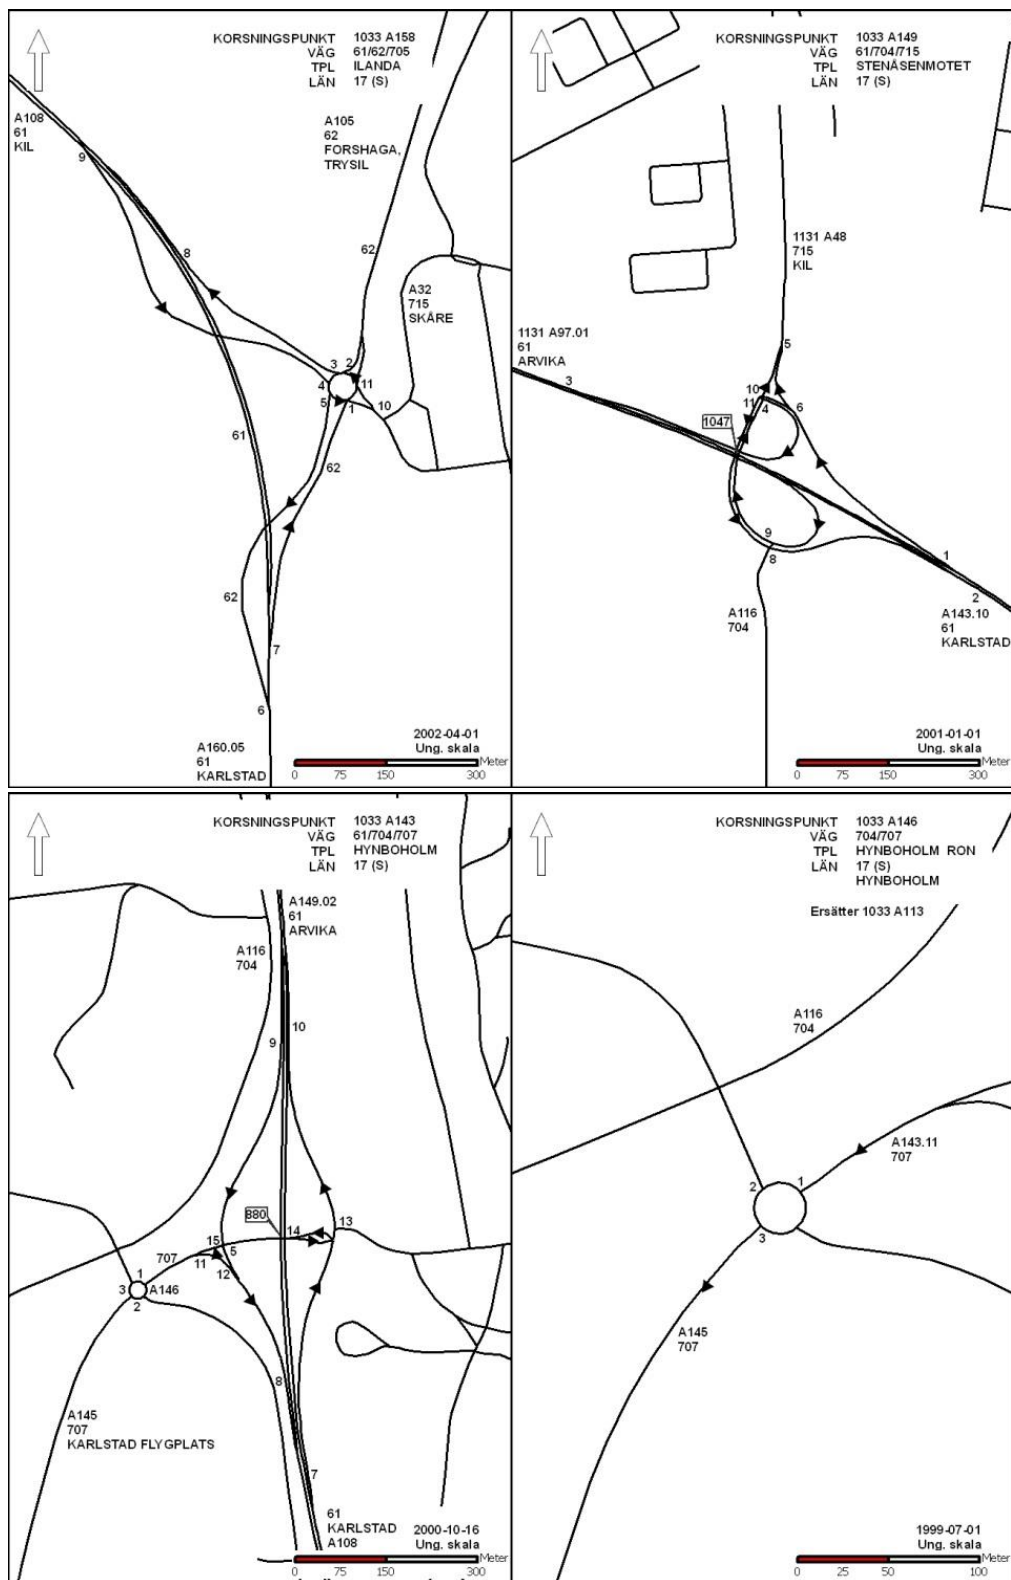 KORSNINGSPUNKT 1033 A158
VÄG 61/62/705
TPL ILANDA
LÄN 17 (S)
A108
61
KIL
9
A105
62
FORSHAGA,
TRYSIL
8
62
A32
715
SKÅRE
3 2
4 11
5 1 10
61
62
62
7
6
A160.05
61
KARLSTAD
2002-04-01
Ung. skala
Meter
0 75 150 300
KORSNINGSPUNKT 1033 A149
VÄG 61/704/715
TPL STENÅSENMOTET
LÄN 17 (S)
1131 A48
715
KIL
1131 A97.01
61
ARVIKA
3
5
10
11 4 6
1047
9
8
1
2
A116
704
A143.10
61
KARLSTAD
2001-01-01
Ung. skala
Meter
0 75 150 300
KORSNINGSPUNKT 1033 A143
VÄG 61/704/707
TPL HYNBOHOLM
LÄN 17 (S)
A149.02
61
ARVIKA
A116
704
10
9
880
14 13
15 5
707 11
12
1
3 A146
2
8
A145
707
KARLSTAD FLYGPLATS
7
61
KARLSTAD
A108
2000-10-16
Ung. skala
Meter
0 75 150 300
KORSNINGSPUNKT 1033 A146
VÄG 704/707
TPL HYNBOHOLM RON
LÄN 17 (S)
HYNBOHOLM
Ersätter 1033 A113
A116
704
A143.11
707
2 1
3
A145
707
1999-07-01
Ung. skala
Meter
0 50 100